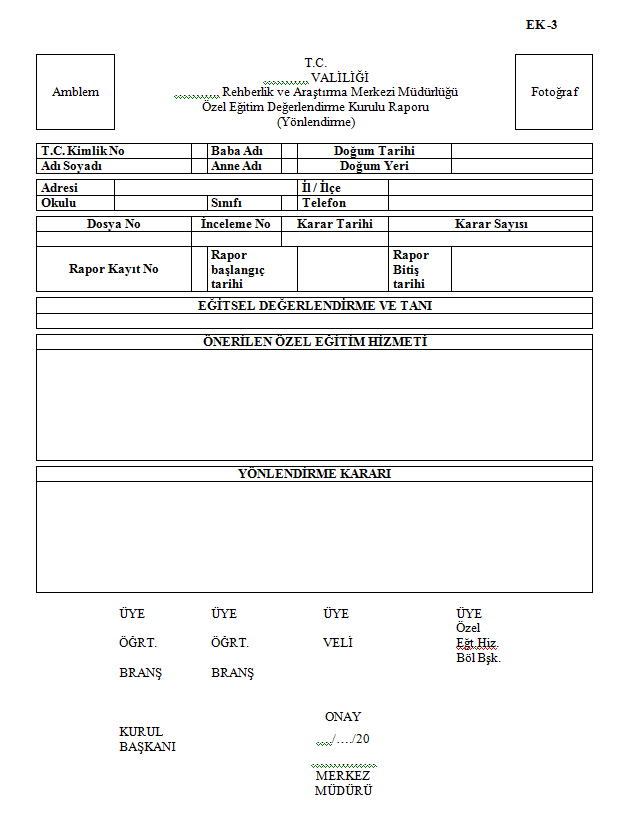 EK -3
Amblem
T.C.
............ VALİLİĞİ
............ Rehberlik ve Araştırma Merkezi Müdürlüğü
Özel Eğitim Değerlendirme Kurulu Raporu
(Yönlendirme)
Fotoğraf
T.C. Kimlik No Baba Adı Doğum Tarihi
Adı Soyadı Anne Adı Doğum Yeri
Adresi İl / İlçe
Okulu Sınıfı Telefon
Dosya No İnceleme No Karar Tarihi Karar Sayısı
Rapor Kayıt No
Rapor
başlangıç
tarihi
Rapor
Bitiş
tarihi
EĞİTSEL DEĞERLENDİRME VE TANI
ÖNERİLEN ÖZEL EĞİTİM HİZMETİ
YÖNLENDİRME KARARI
ÜYE ÜYE ÜYE ÜYE
Özel
ÖĞRT. ÖĞRT. VELİ Eğt.Hiz.
Böl Bşk.
BRANŞ BRANŞ
ONAY
KURUL
BAŞKANI
.../..../20
................
MERKEZ
MÜDÜRÜ